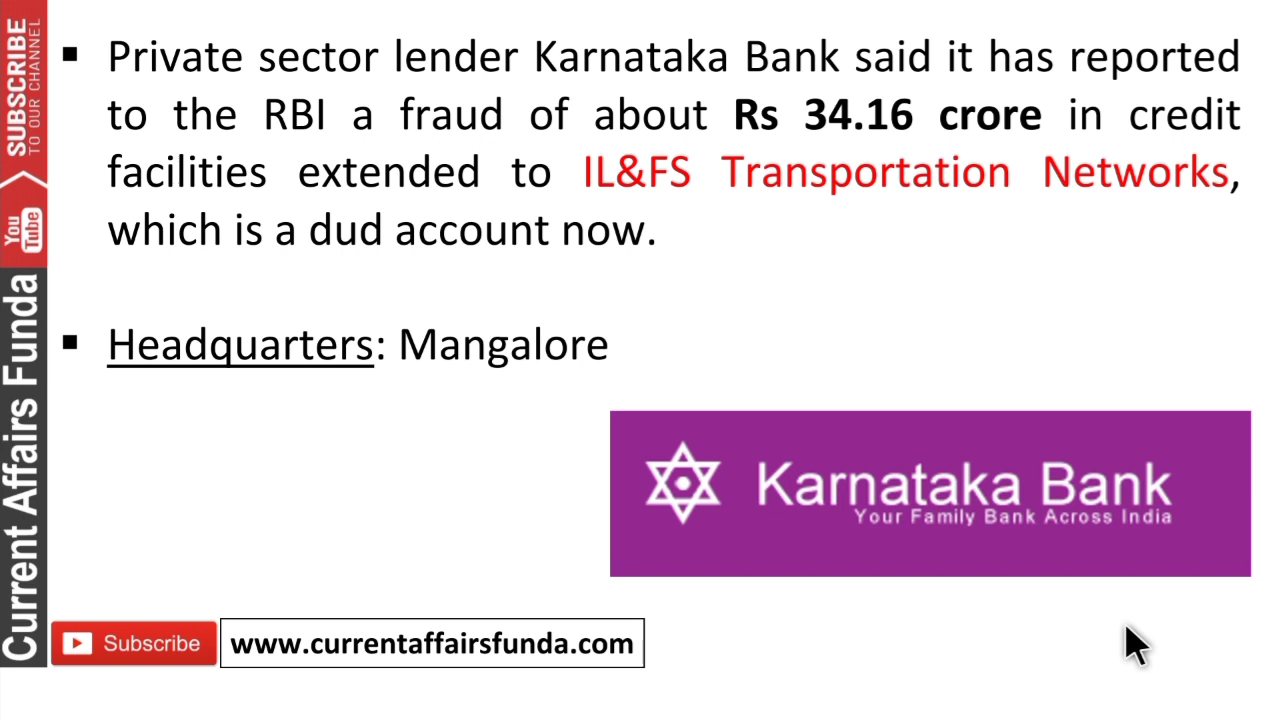 ▪ Private sector lender Karnataka Bank said it has reported
to the RBI a fraud of about Rs 34.16 crore in credit
facilities extended to IL&FS Transportation Networks,
which is a dud account now.
▪ Headquarters: Mangalore
Karnataka Bank
Your Family Bank Across India
Subscribe
www.currentaffairsfunda.com
SUBSCRIBE
TO OUR CHANNEL
You
Tube
Current Affairs Funda